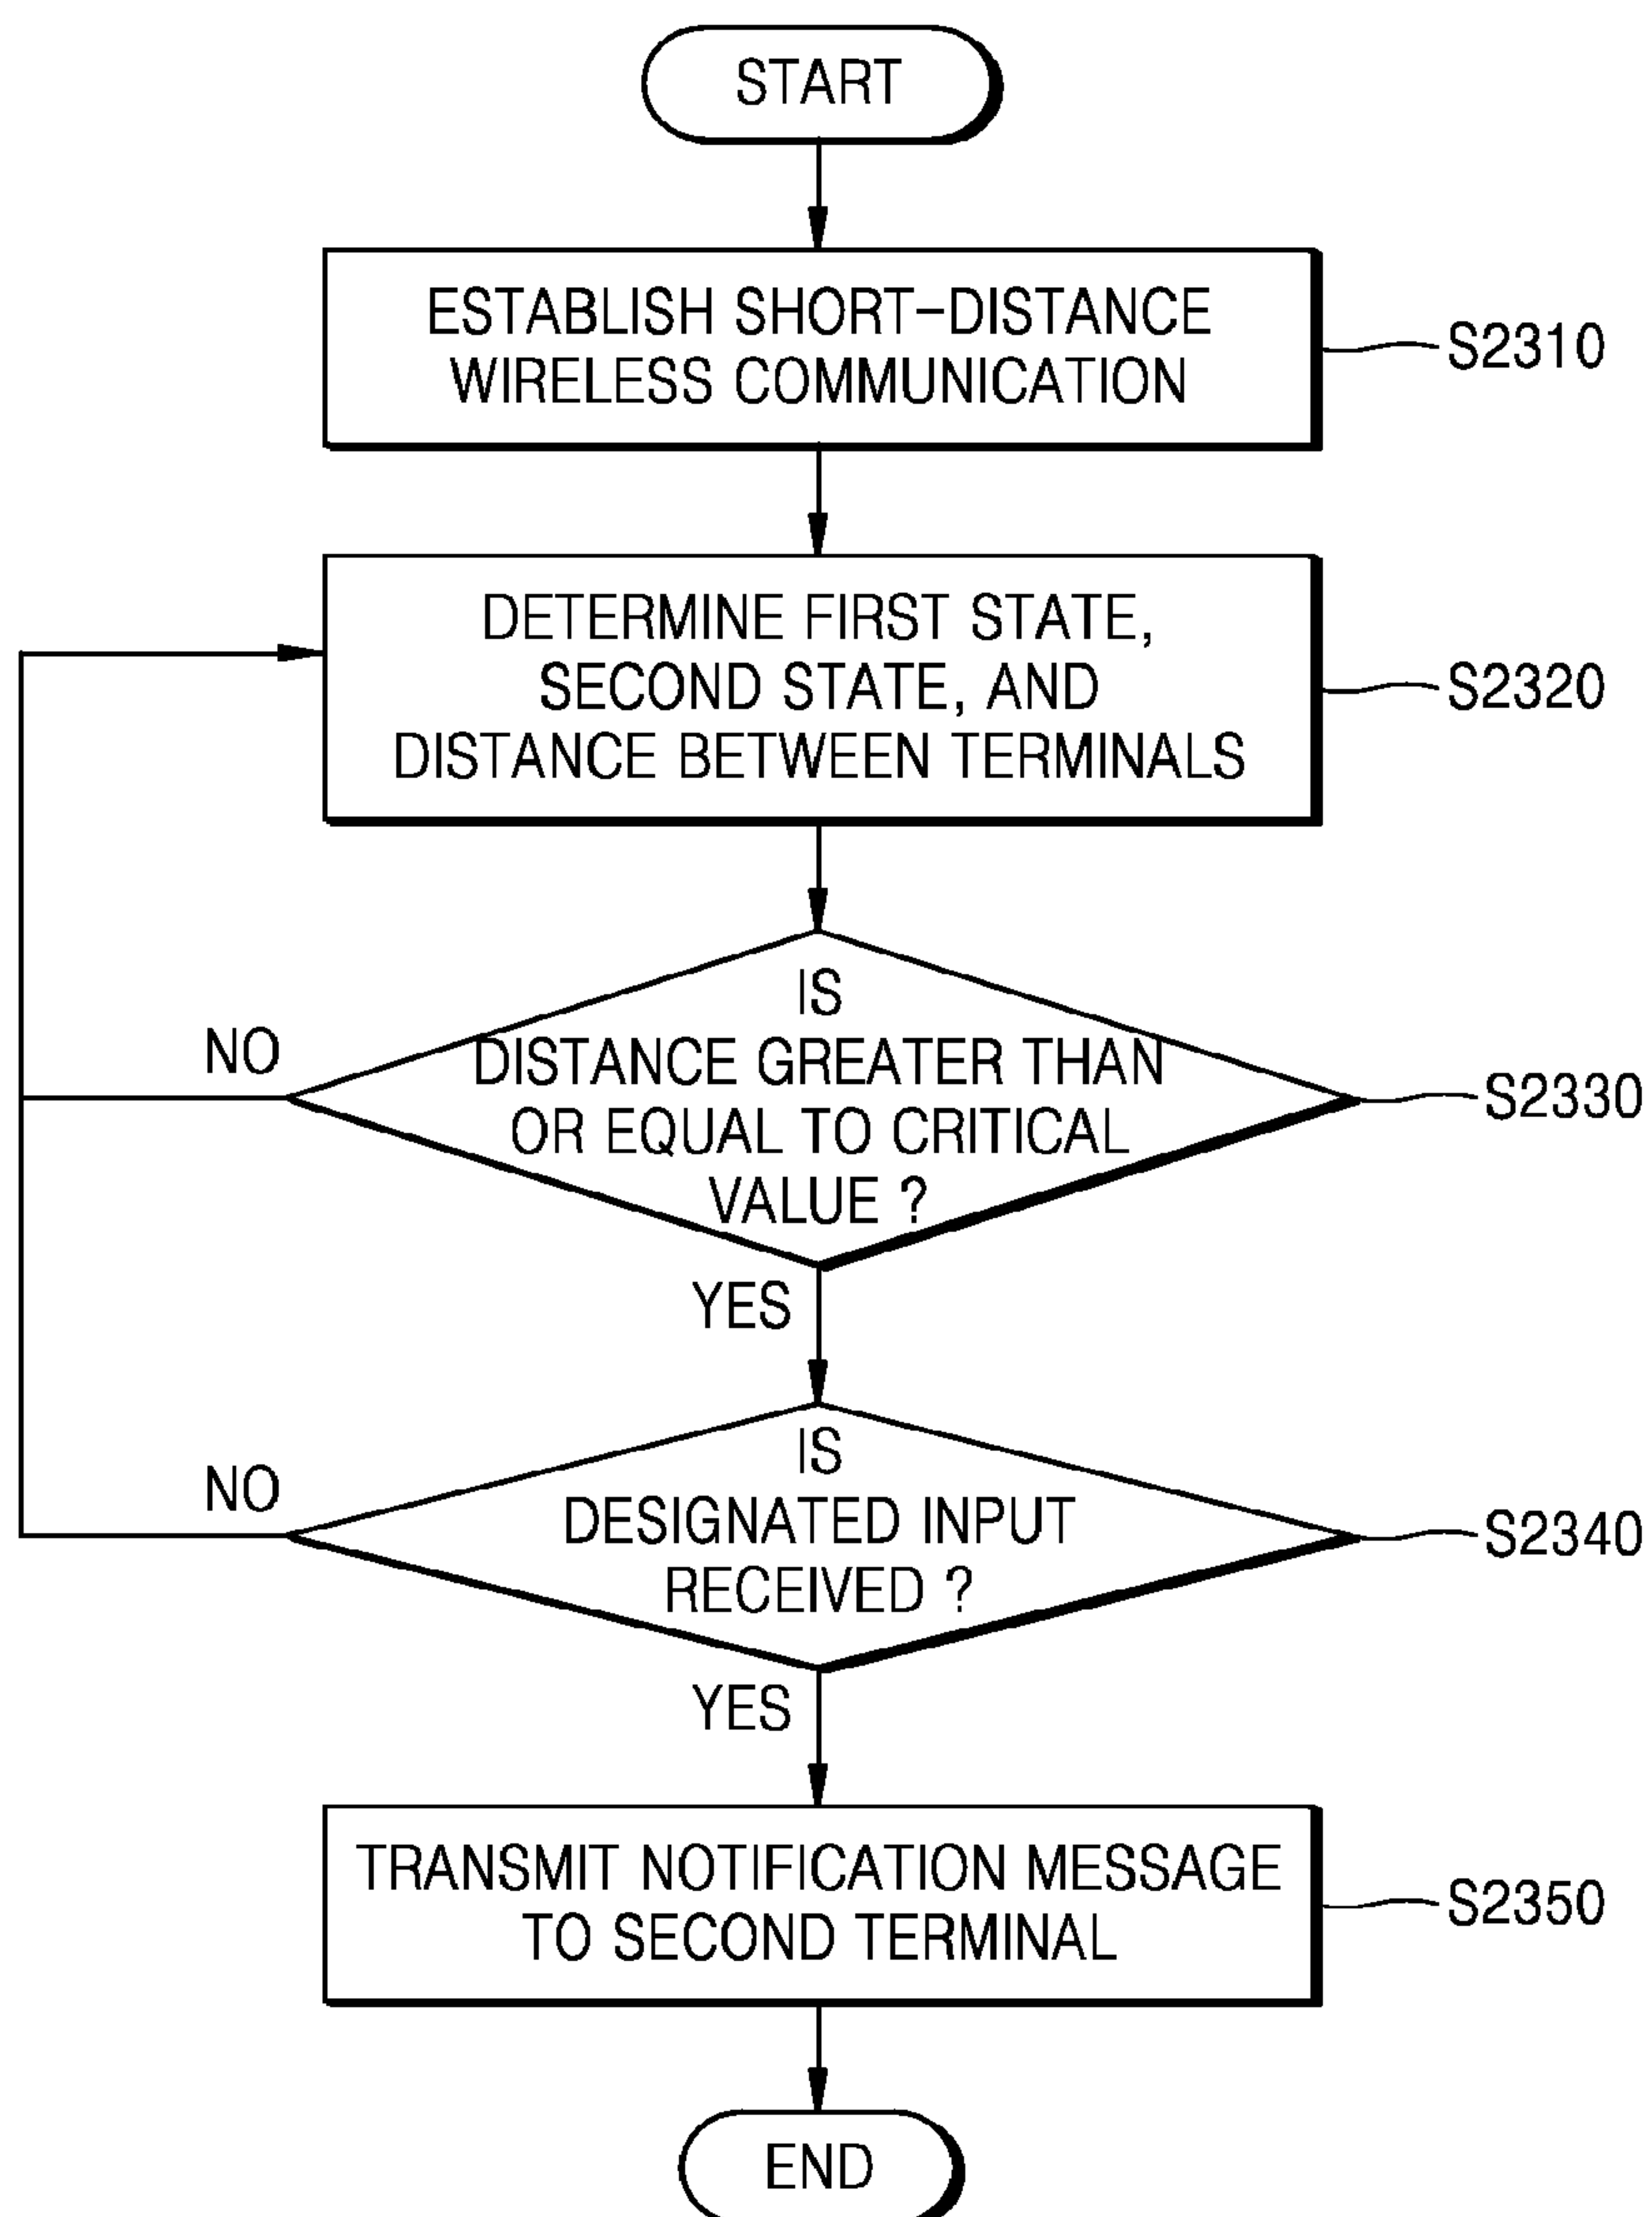 START
ESTABLISH SHORT-DISTANCE
WIRELESS COMMUNICATION
S2310
DETERMINE FIRST STATE,
SECOND STATE, AND
DISTANCE BETWEEN TERMINALS
S2320
IS
DISTANCE GREATER THAN
OR EQUAL TO CRITICAL
VALUE ?
NO
S2330
YES
IS
DESIGNATED INPUT
RECEIVED ?
NO
S2340
YES
TRANSMIT NOTIFICATION MESSAGE
TO SECOND TERMINAL
S2350
END